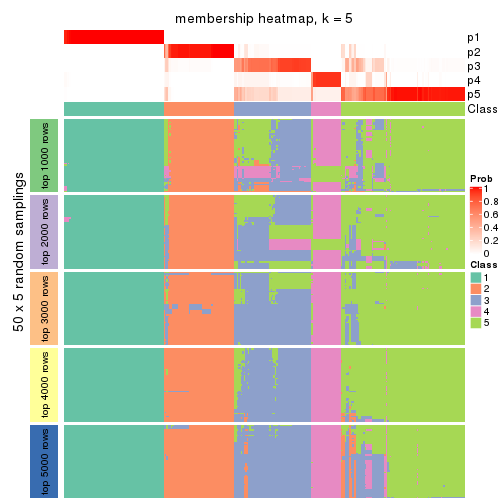 membership heatmap, k = 5
p1
p2
p3
p4
p5
Class
50 x 5 random samplings
top 1000 rows
top 2000 rows
top 3000 rows
top 4000 rows
top 5000 rows
Prob
1
0.8
0.6
0.4
0.2
0
Class
1
2
3
4
5